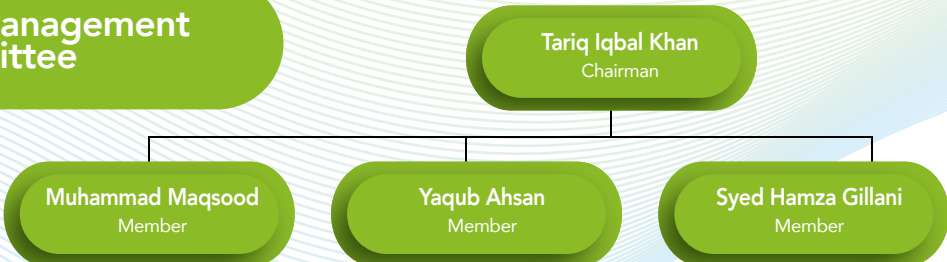 anagement
ittee
Tariq Iqbal Khan
Chairman
Muhammad Maqsood
Member
Yaqub Ahsan
Member
Syed Hamza Gillani
Member